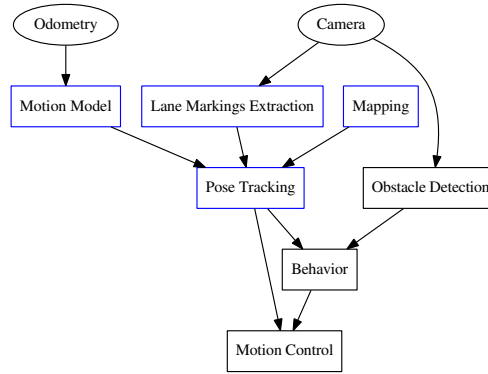 Odometry
Camera
Motion Model
Lane Markings Extraction
Mapping
Pose Tracking
Obstacle Detection
Behavior
Motion Control